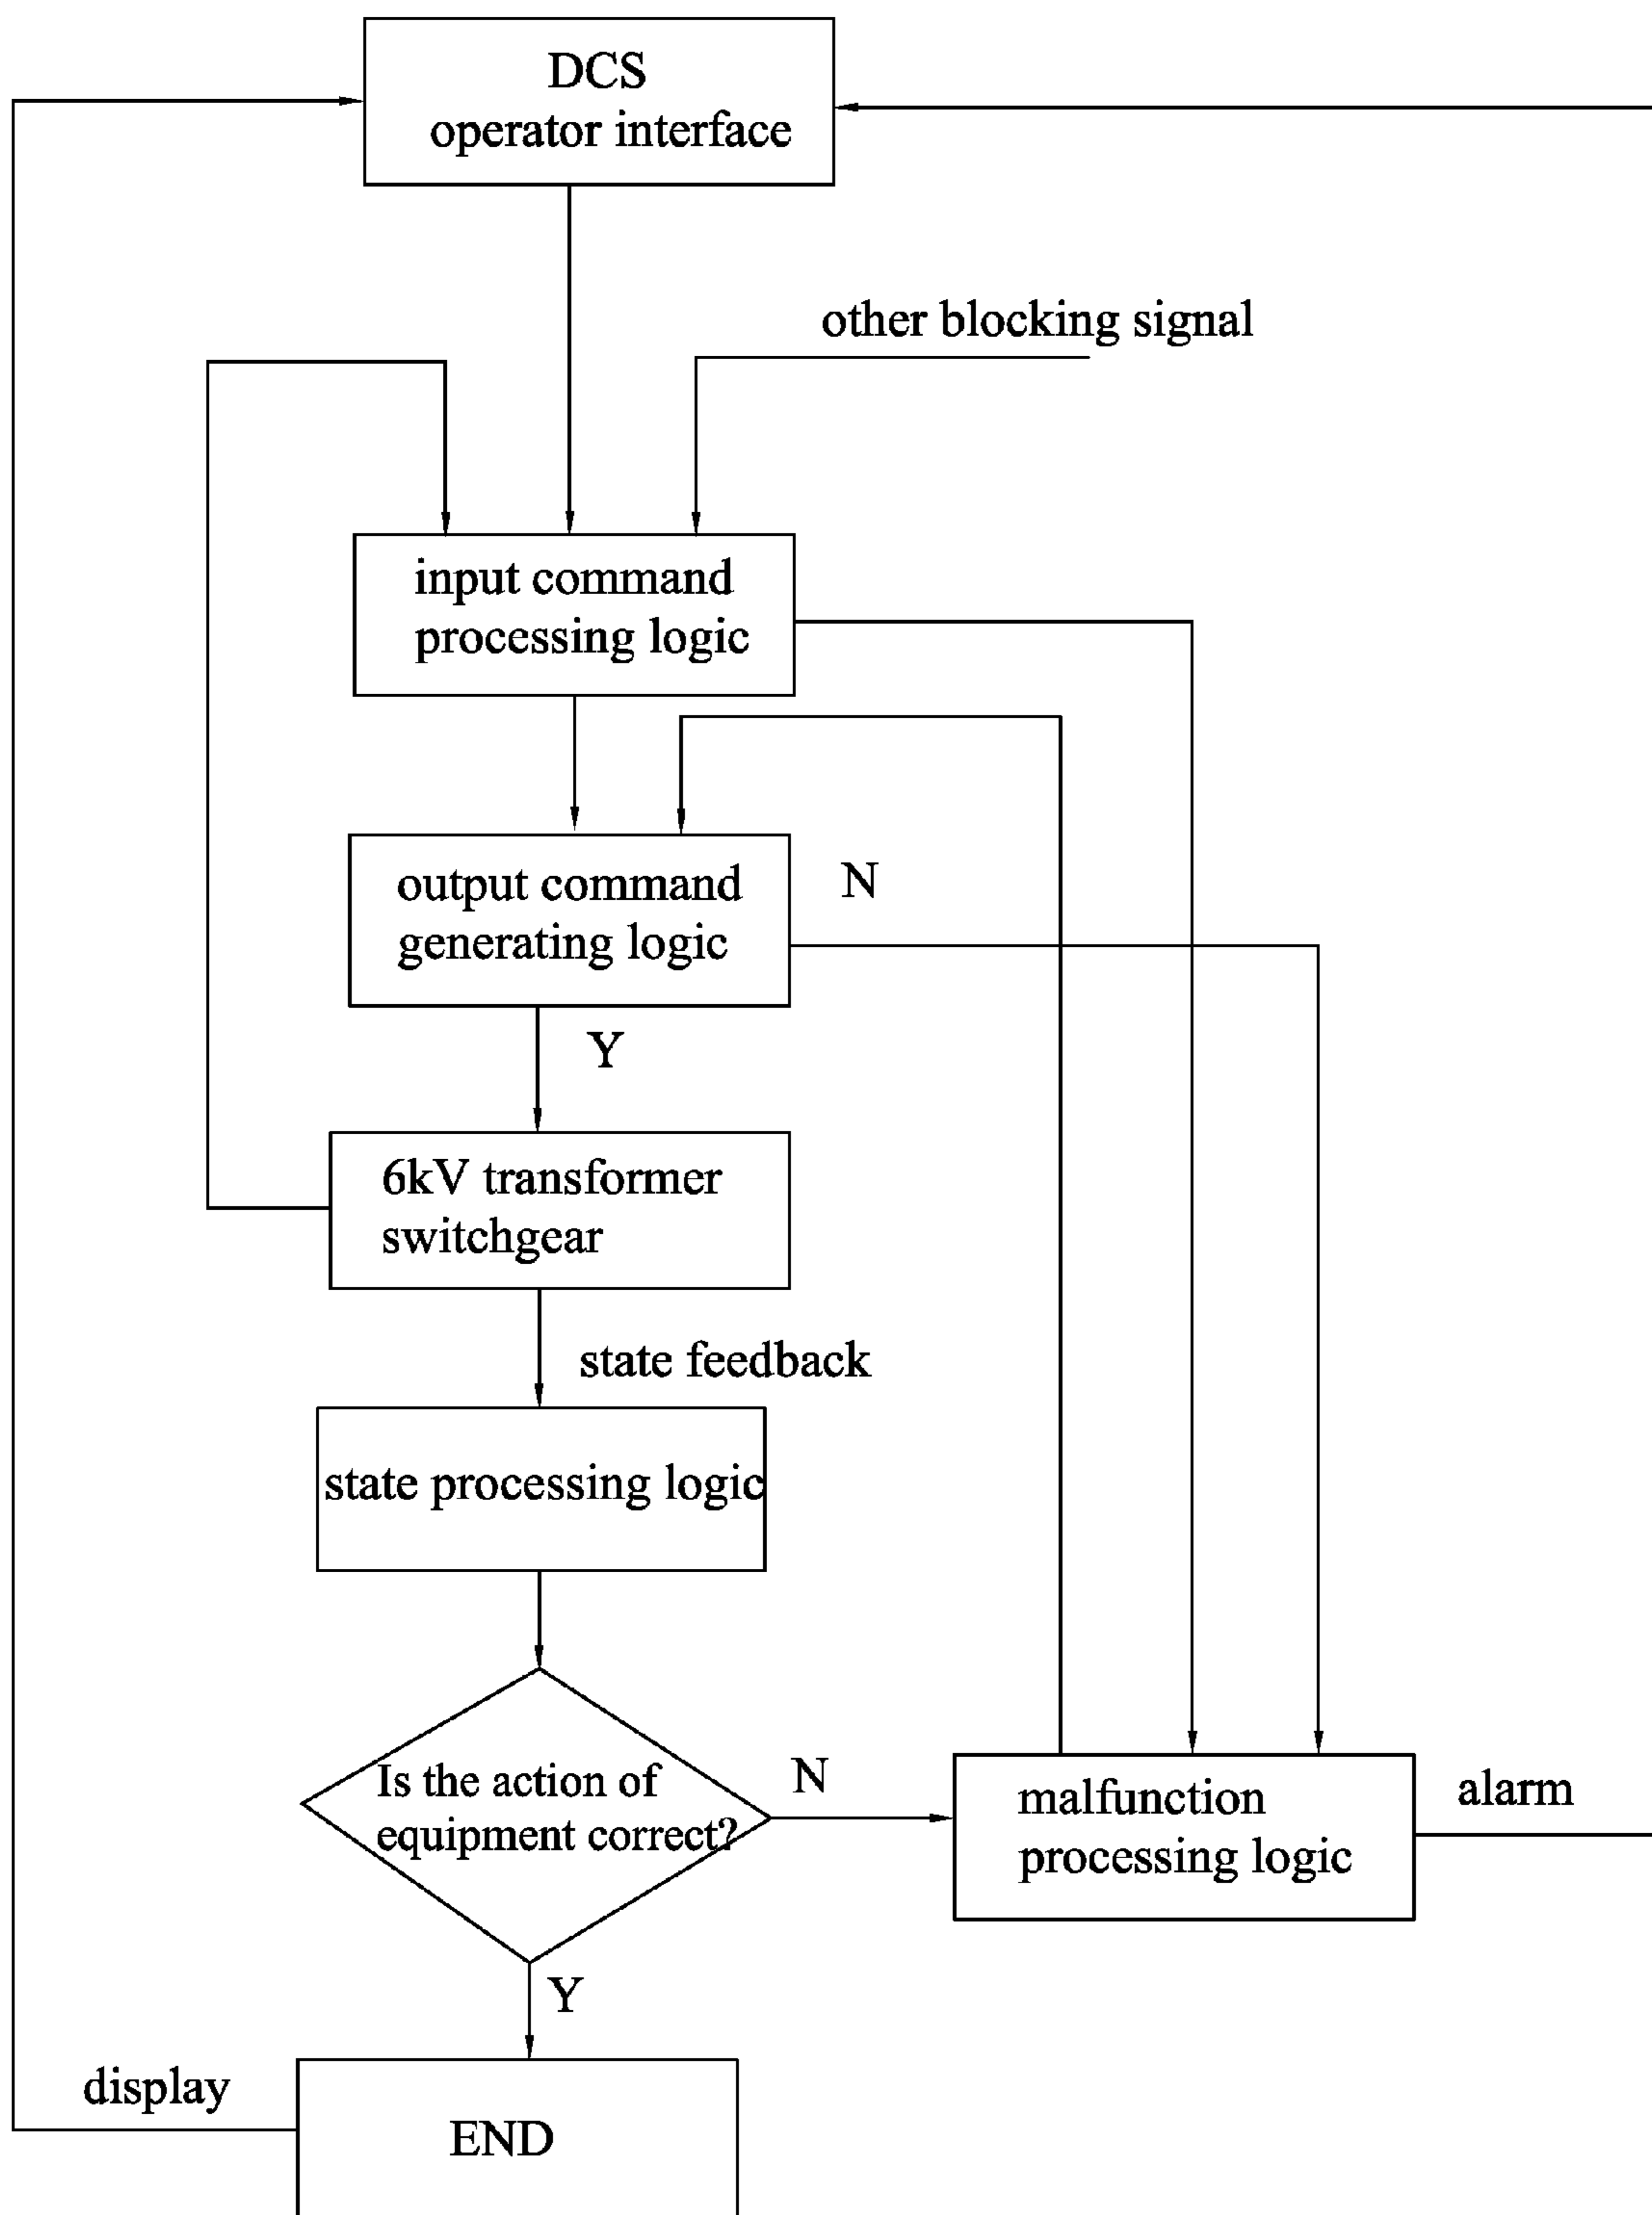 DCS
operator interface
other blocking signal
input command
processing logic
output command
generating logic
N
Y
6kV transformer
switchgear
state feedback
state processing logic
Is the action of
equipment correct?
N
malfunction
processing logic
alarm
Y
display
END